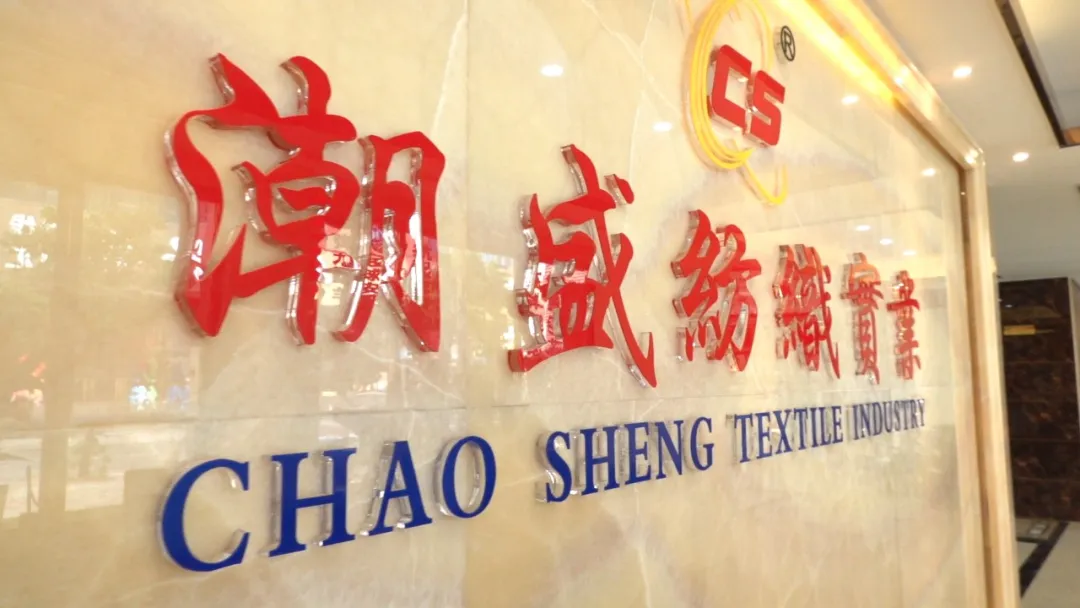 CS®
潮盛紡織實業
CHAO SHENG TEXTILE INDUSTRY